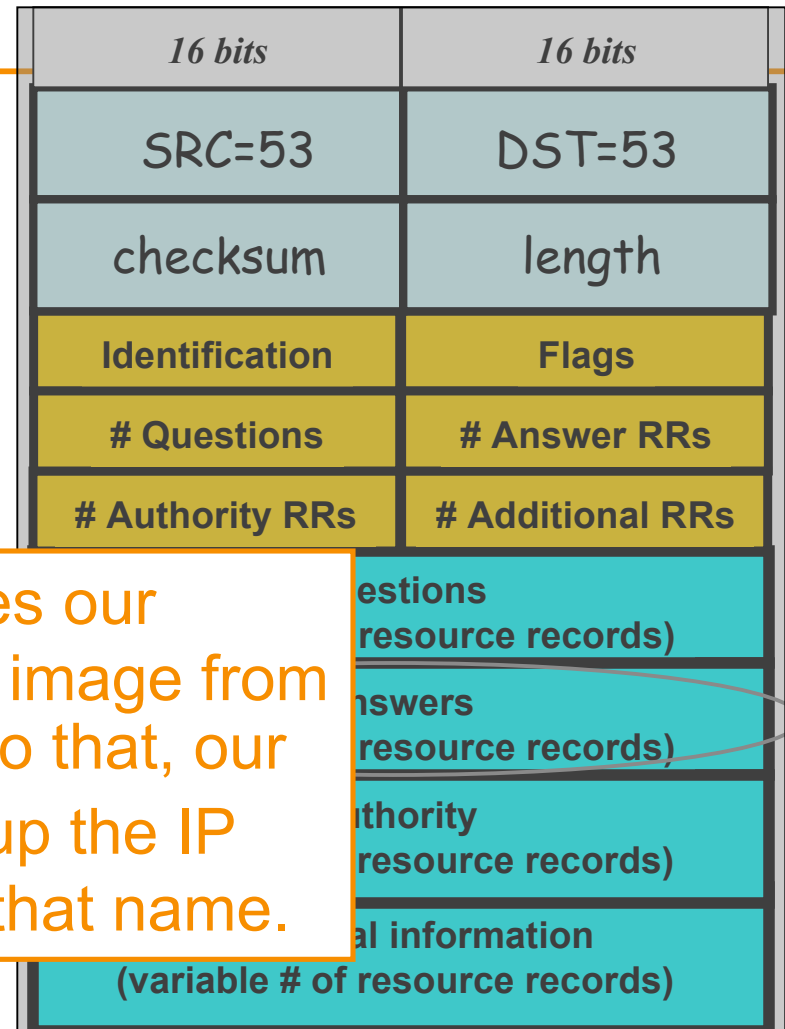 16 bits 16 bits
SRC=53 DST=53
checksum length
Identification Flags
# Questions # Answer RRs
# Authority RRs # Additional RRs
estions
resource records)
nswers
resource records)
thority
resource records)
al information
(variable # of resource records)
es our
image from
o that, our
up the IP
that name.